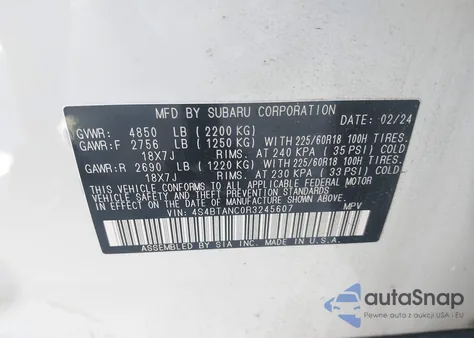 MFD BY SUBARU CORPORATION DATE: 02/24
GVWR: 4850 LB (2200 KG)
GAWR:F 2756 LB (1250 KG) WITH 225/60R18 100H TIRES.
18X7J RIMS. AT 240 KPA (35 PSI) COLD
GAWR:R 2690 LB (1220 KG) WITH 225/60R18 100H TIRES.
18X7J RIMS. AT 230 KPA (33 PSI) COLD
THIS VEHICLE CONFORMS TO ALL APPLICABLE FEDERAL MOTOR
VEHICLE SAFETY AND THEFT PREVENTION STANDARDS IN
EFFECT ON THE DATE OF MANUFACTURE SHOWN ABOVE.
VIN: 4S4BTANC0R3245607 MPV
ASSEMBLED BY SIA INC. MADE IN U.S.A.
autaSnap
Pewne auta z aukcji USA - EU